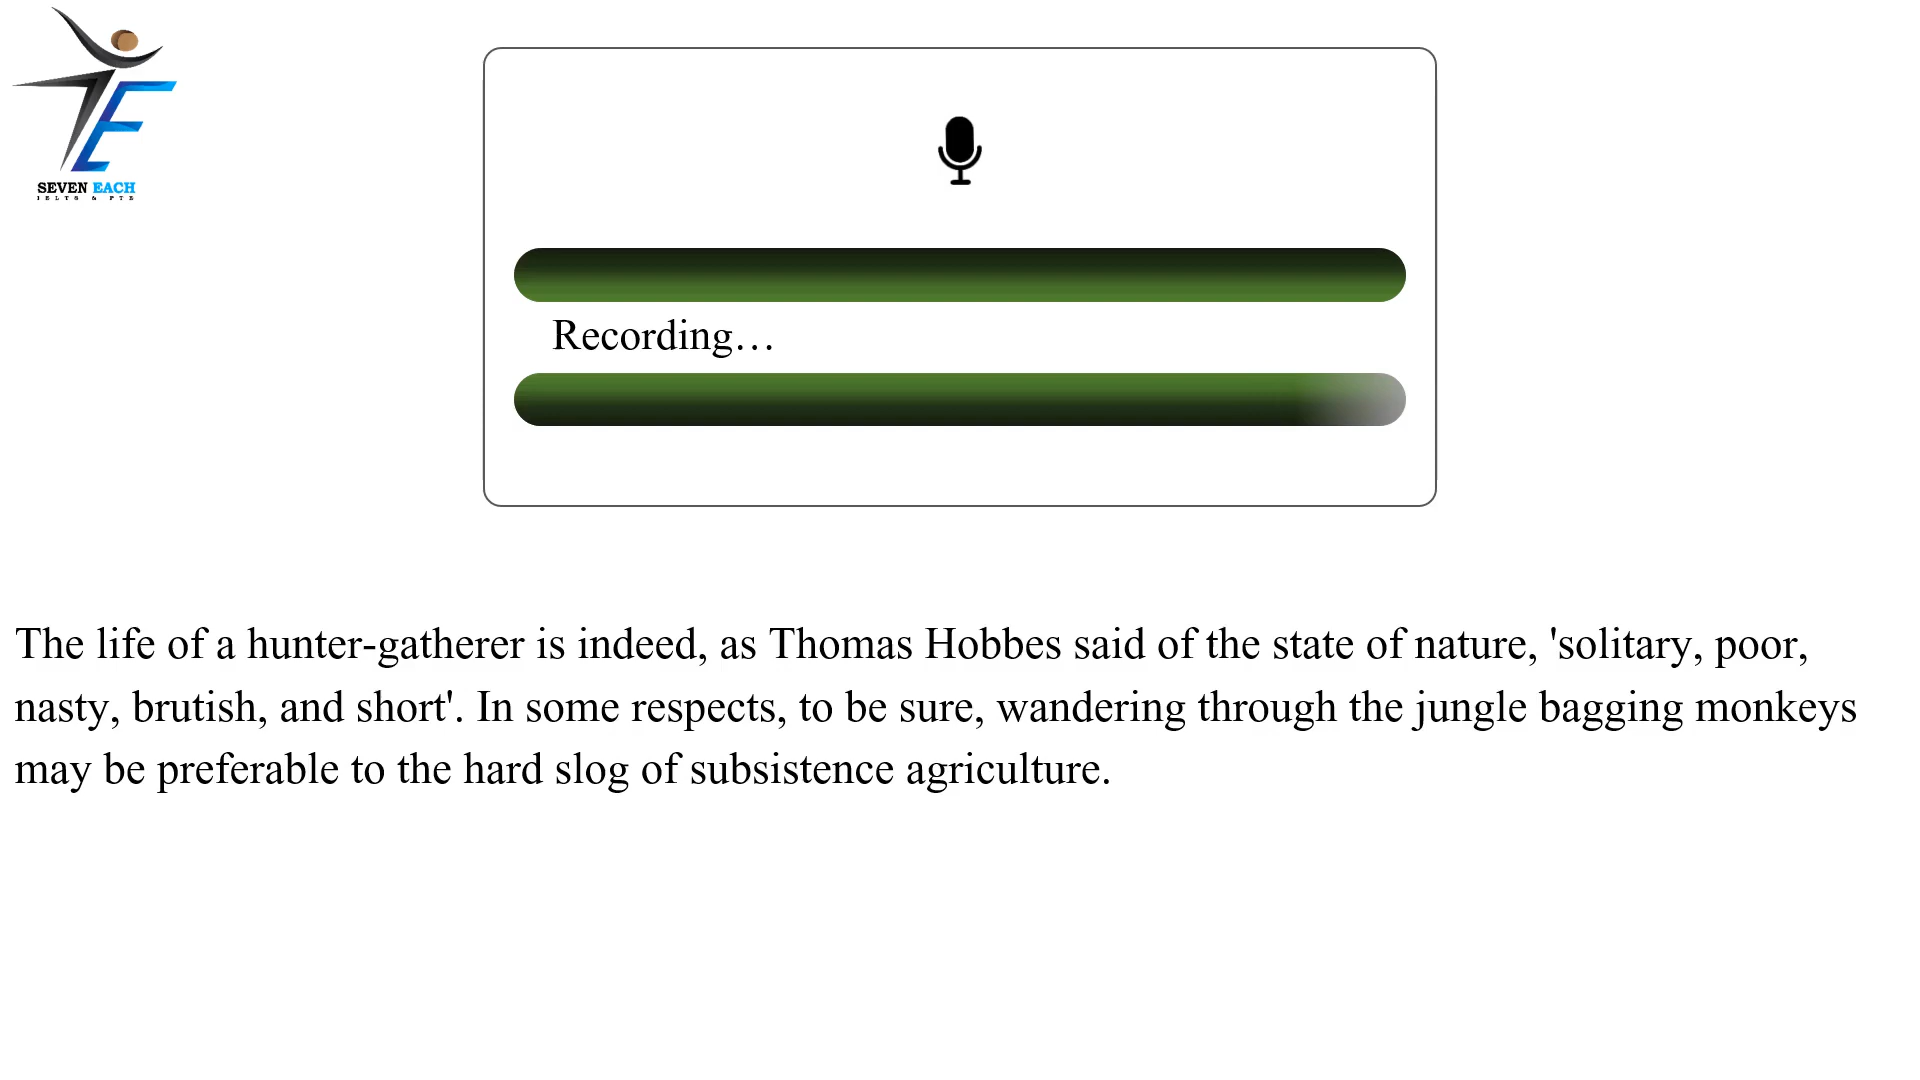 SEVEN EACH
IELTS & PTE
Recording…
The life of a hunter-gatherer is indeed, as Thomas Hobbes said of the state of nature, 'solitary, poor,
nasty, brutish, and short'. In some respects, to be sure, wandering through the jungle bagging monkeys
may be preferable to the hard slog of subsistence agriculture.